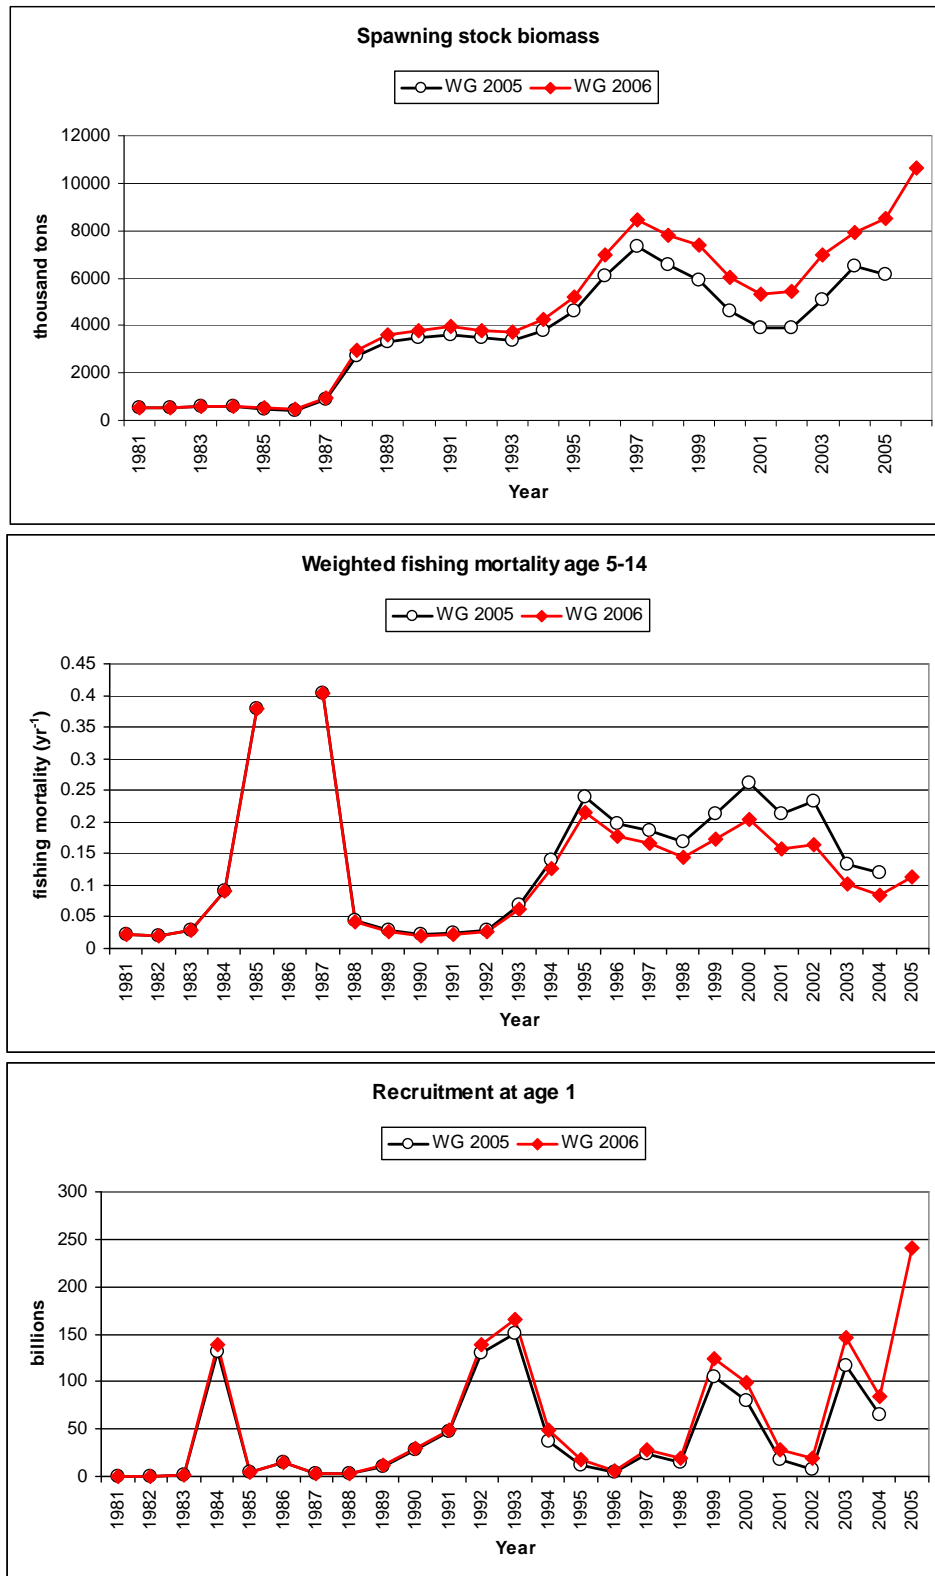 Spawning stock biomass
WG 2005 WG 2006
12000
10000
8000
6000
4000
2000
0
thousand tons
1981 1983 1985 1987 1989 1991 1993 1995 1997 1999 2001 2003 2005
Year
Weighted fishing mortality age 5-14
WG 2005 WG 2006
0.45
0.4
0.35
0.3
0.25
0.2
0.15
0.1
0.05
0
fishing mortality (yr-1)
1981 1982 1983 1984 1985 1986 1987 1988 1989 1990 1991 1992 1993 1994 1995 1996 1997 1998 1999 2000 2001 2002 2003 2004 2005
Year
Recruitment at age 1
WG 2005 WG 2006
300
250
200
150
100
50
0
billions
1981 1982 1983 1984 1985 1986 1987 1988 1989 1990 1991 1992 1993 1994 1995 1996 1997 1998 1999 2000 2001 2002 2003 2004 2005
Year